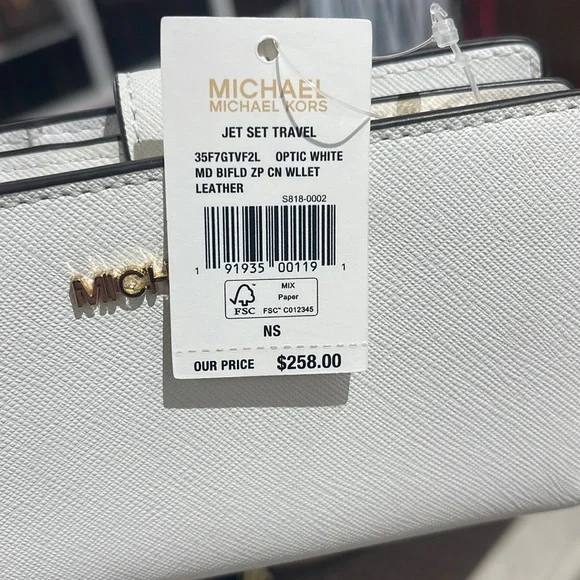 MICHAEL
MICHAEL KORS
JET SET TRAVEL
35F7GTVF2L OPTIC WHITE
MD BIFLD ZP CN WLLET
LEATHER
S818-0002
1 91935 00119 1
FSC
MIX
Paper
FSC™ C012345
NS
OUR PRICE $258.00
MICH